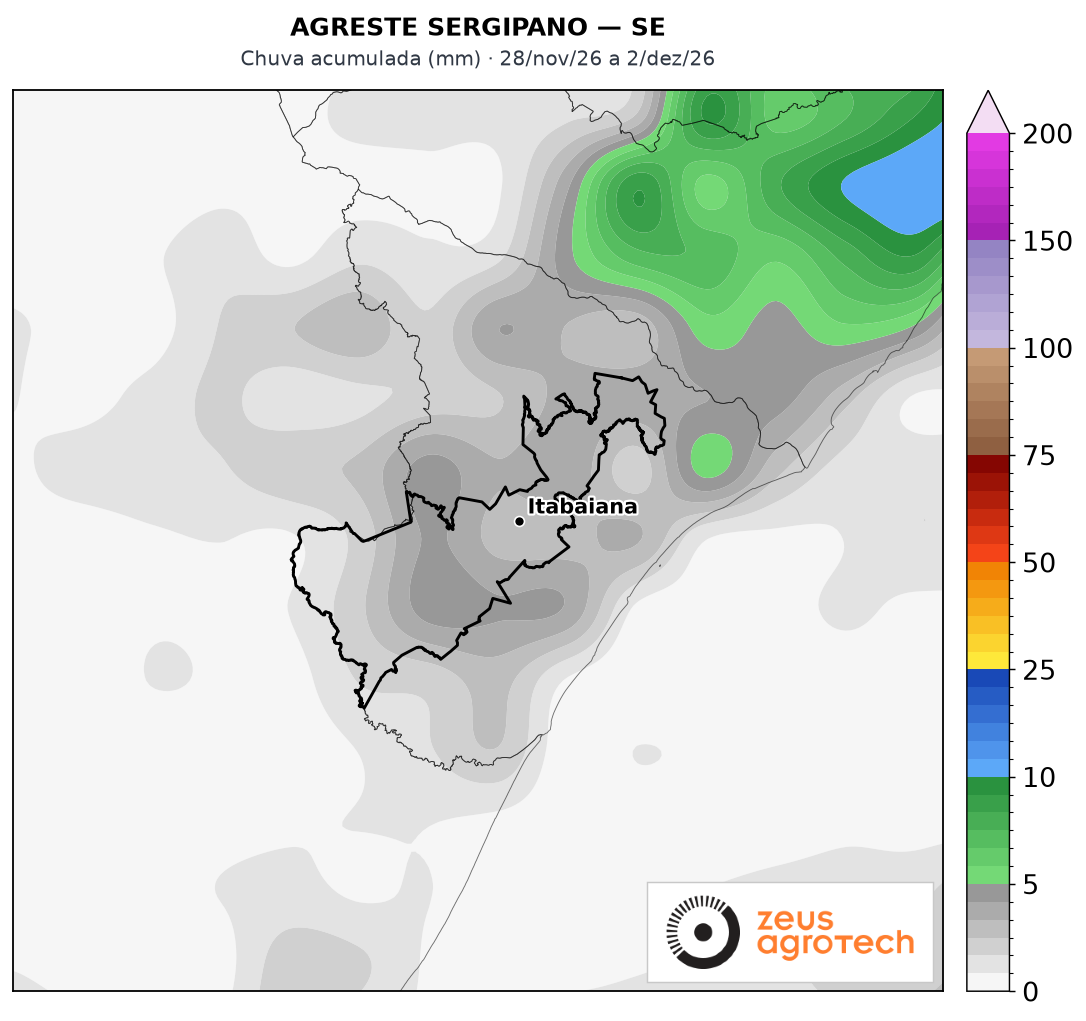 AGRESTE SERGIPANO — SE
Chuva acumulada (mm) · 28/nov/26 a 2/dez/26
200
150
100
75
50
25
10
5
0
Itabaiana
zeus
agroтech